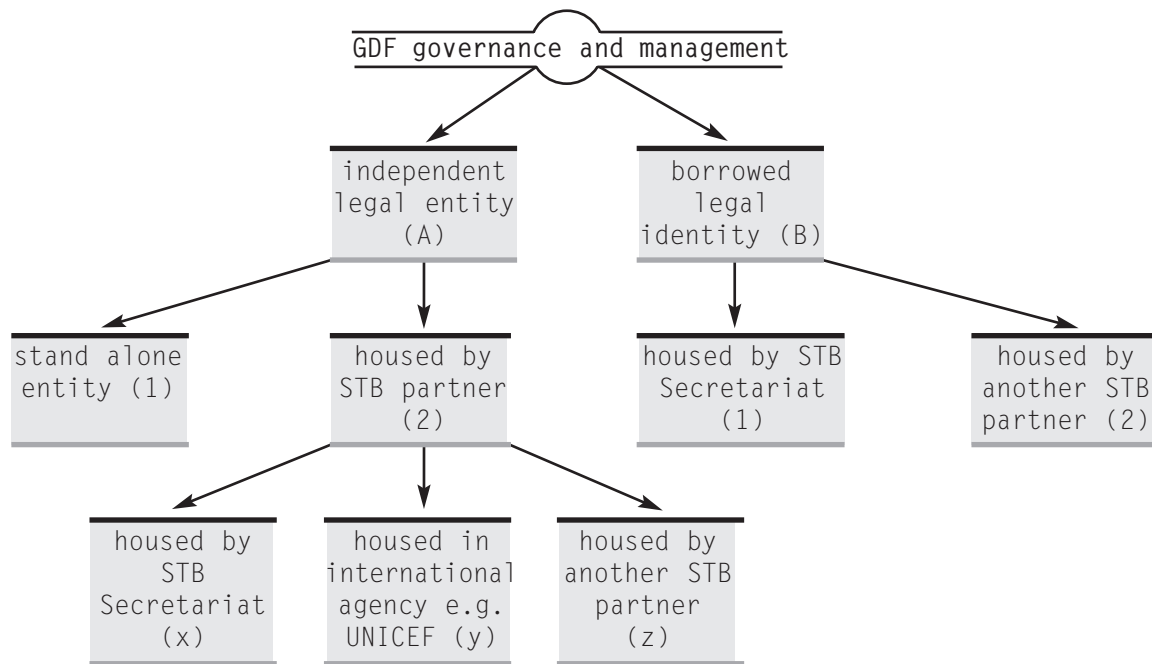 GDF governance and management
independent
legal entity
(A)
borrowed
legal
identity (B)
stand alone
entity (1)
housed by
STB partner
(2)
housed by STB
Secretariat
(1)
housed by
another STB
partner (2)
housed by
STB
Secretariat
(x)
housed in
international
agency e.g.
UNICEF (y)
housed by
another STB
partner
(z)